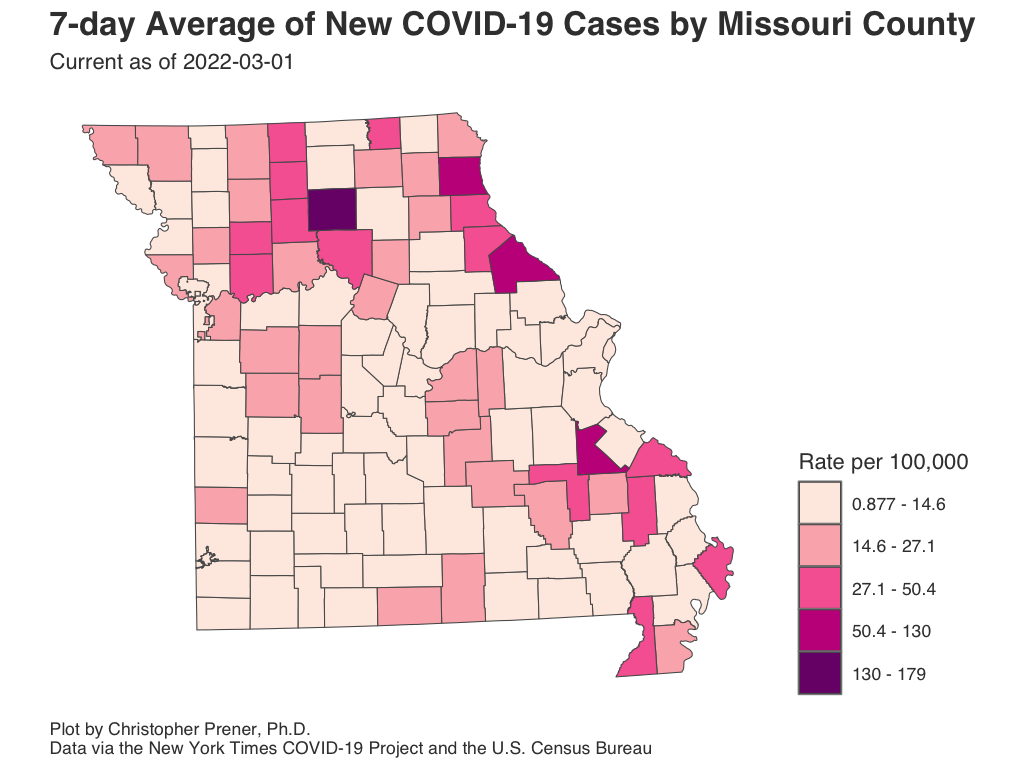 7-day Average of New COVID-19 Cases by Missouri County
Current as of 2022-03-01
Rate per 100,000
0.877 - 14.6
14.6 - 27.1
27.1 - 50.4
50.4 - 130
130 - 179
Plot by Christopher Prener, Ph.D.
Data via the New York Times COVID-19 Project and the U.S. Census Bureau